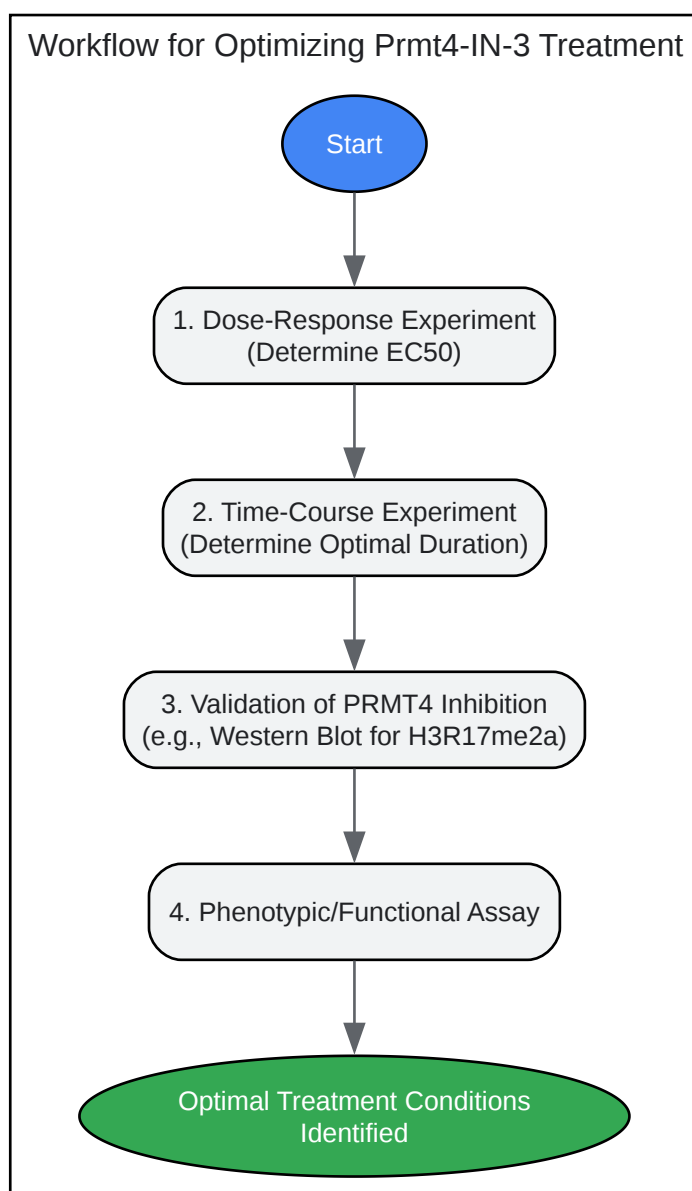 Workflow for Optimizing Prmt4-IN-3 Treatment
Start
1. Dose-Response Experiment
(Determine EC50)
2. Time-Course Experiment
(Determine Optimal Duration)
3. Validation of PRMT4 Inhibition
(e.g., Western Blot for H3R17me2a)
4. Phenotypic/Functional Assay
Optimal Treatment Conditions
Identified